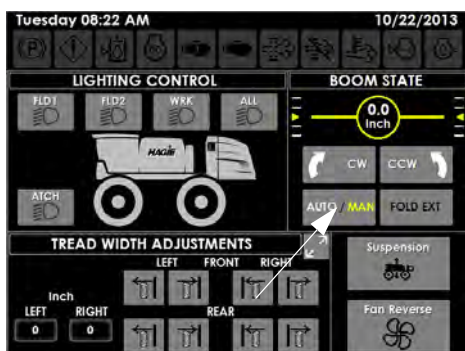 Tuesday 08:22 AM 10/22/2013
LIGHTING CONTROL BOOM STATE
FLD1 FLD2 WRK ALL
0.0
Inch
HAGIE
CW CCW
ATCH
AUTO / MAN FOLD EXT
TREAD WIDTH ADJUSTMENTS
LEFT FRONT RIGHT
Suspension
Inch
LEFT RIGHT REAR
Fan Reverse
0 0